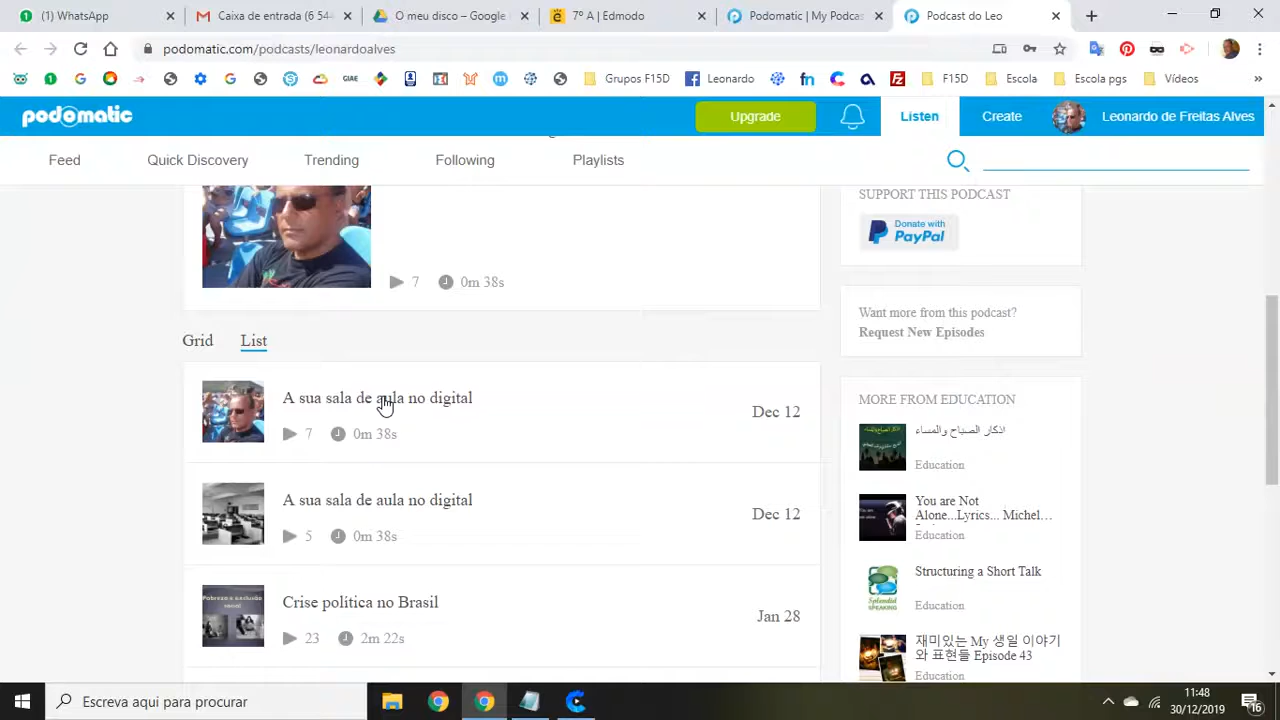 (1) WhatsApp
Caixa de entrada (6 54
O meu disco – Google
7º A | Edmodo
Podomatic | My Podcas
Podcast do Leo
podomatic.com/podcasts/leonardoalves
GIAE
Grupos F15D
Leonardo
F15D
Escola
Escola pgs
Vídeos
»
podomatic
Upgrade
Listen
Create
Leonardo de Freitas Alves
Feed
Quick Discovery
Trending
Following
Playlists
7
0m 38s
SUPPORT THIS PODCAST
Donate with
PayPal
Want more from this podcast?
Request New Episodes
Grid
List
A sua sala de aula no digital
7
0m 38s
Dec 12
A sua sala de aula no digital
5
0m 38s
Dec 12
Crise política no Brasil
23
2m 22s
Jan 28
MORE FROM EDUCATION
اذكار الصباح والمساء
Education
You are Not
Alone...Lyrics... Michel...
Education
Structuring a Short Talk
Education
재미있는 My 생일 이야기
와 표현들 Episode 43
Education
Escreva aqui para procurar
11:48
30/12/2019
16